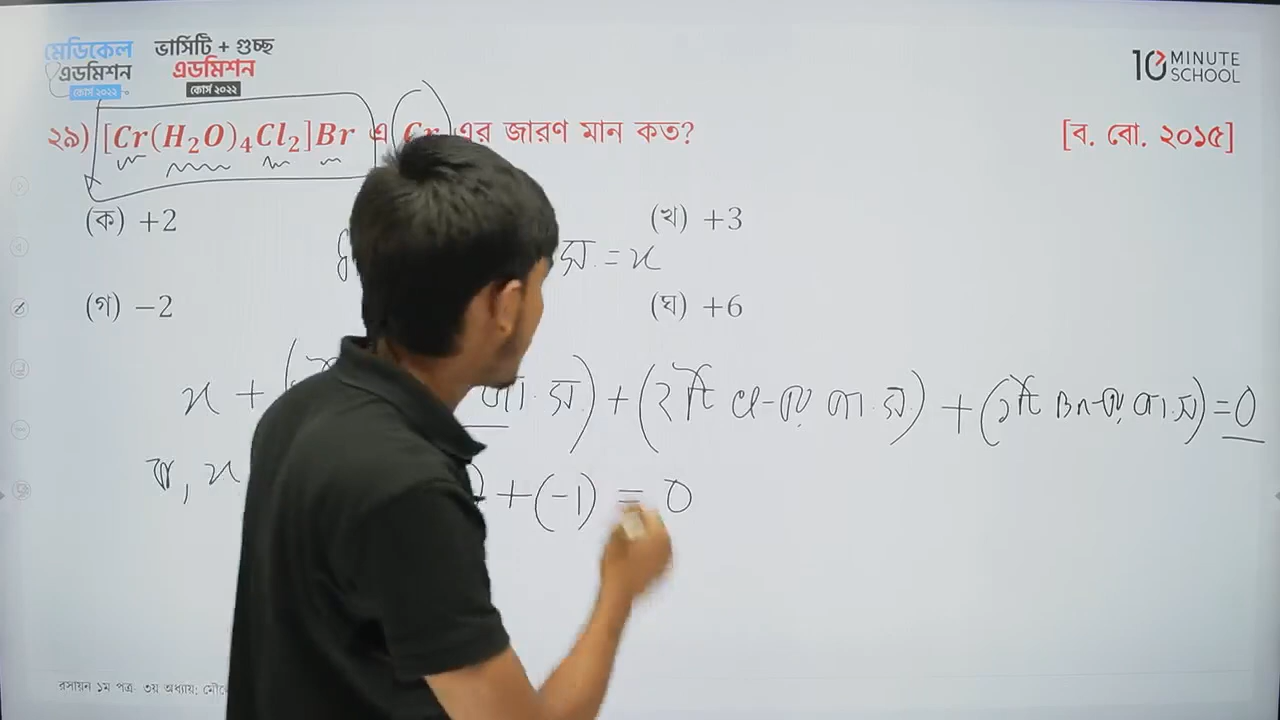 মেডিকেল
এডমিশন
কোর্স ২০২২
ভার্সিটি + গুচ্ছ
এডমিশন
কোর্স ২০২২
10 MINUTE SCHOOL
২৯) [Cr(H₂O)₄Cl₂]Br এ Cr এর জারণ মান কত? [ব. বো. ২০১৫]
(ক) +2 (খ) +3
স. = x
(গ) −2 (ঘ) +6
x + ( জা. স.) + (২টি Cl-এর জা. স.) + (১টি Br-এর জা. স.) = 0
বা, x + (-1) = 0
রসায়ন ১ম পত্র ৩য় অধ্যায়: